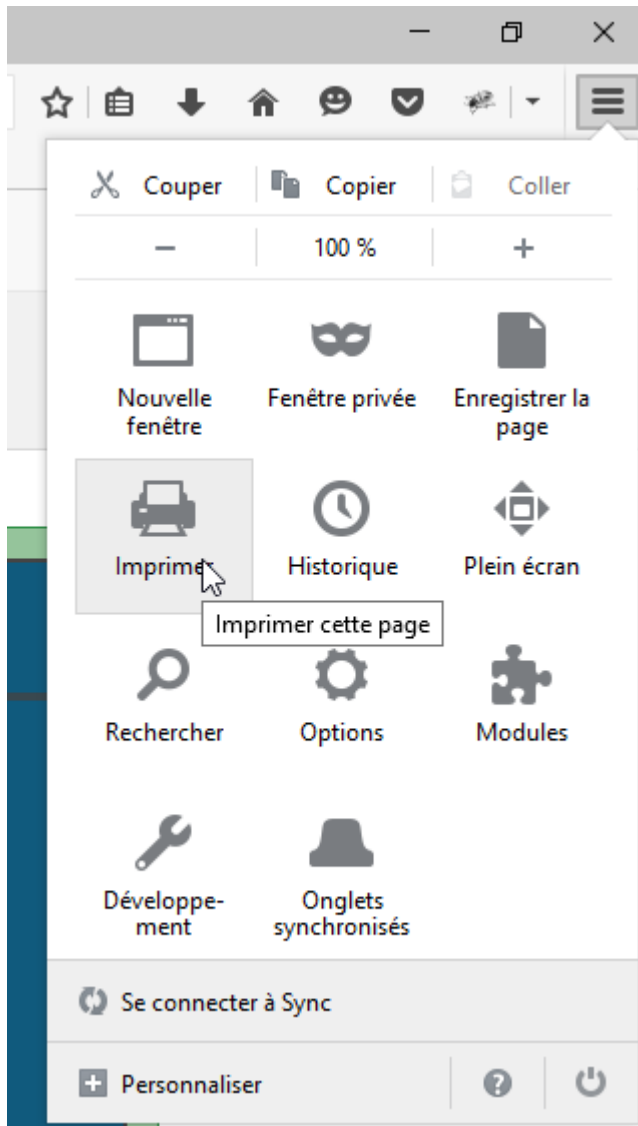 Couper
Copier
Coller
− 100 % +
Nouvelle
fenêtre
Fenêtre privée
Enregistrer la
page
Imprimer
Historique
Plein écran
Imprimer cette page
Rechercher
Options
Modules
Développe-
ment
Onglets
synchronisés
Se connecter à Sync
Personnaliser